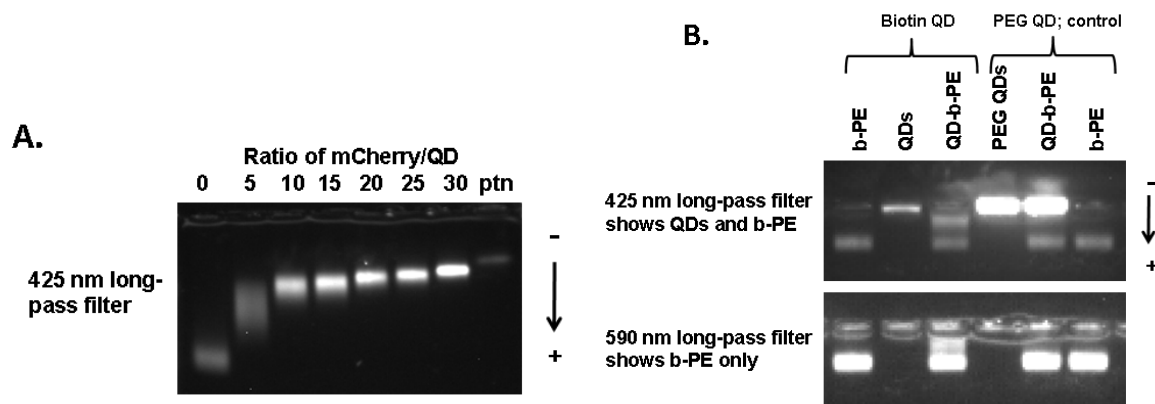 A.
Ratio of mCherry/QD
0 5 10 15 20 25 30 ptn
425 nm long-
pass filter
-
+
B.
Biotin QD PEG QD; control
b-PE QDs QD-b-PE PEG QDs QD-b-PE b-PE
425 nm long-pass filter
shows QDs and b-PE
-
+
590 nm long-pass filter
shows b-PE only